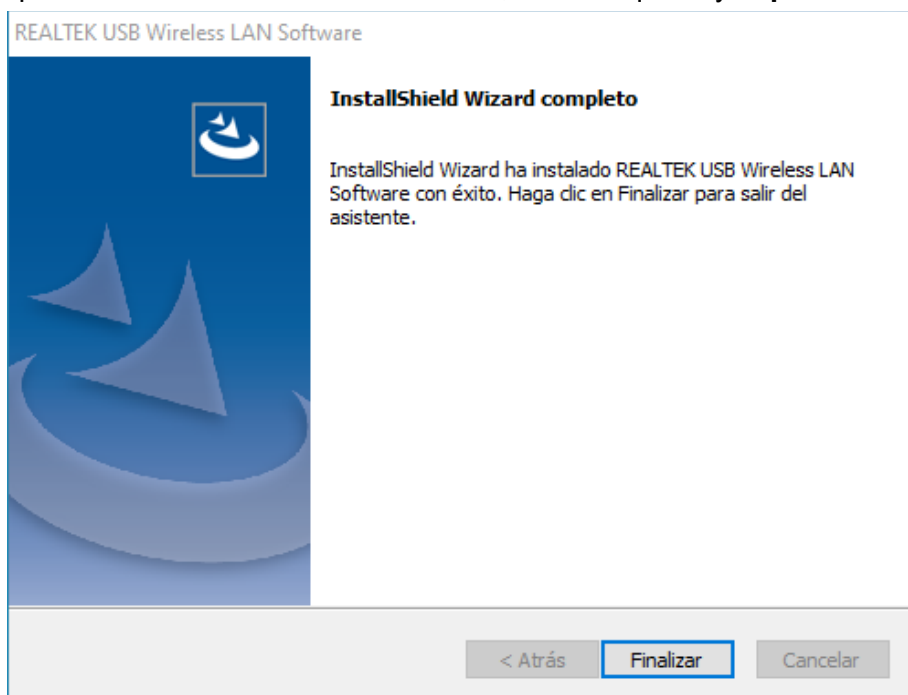 REALTEK USB Wireless LAN Software
InstallShield Wizard completo
InstallShield Wizard ha instalado REALTEK USB Wireless LAN
Software con éxito. Haga clic en Finalizar para salir del
asistente.
< Atrás
Finalizar
Cancelar